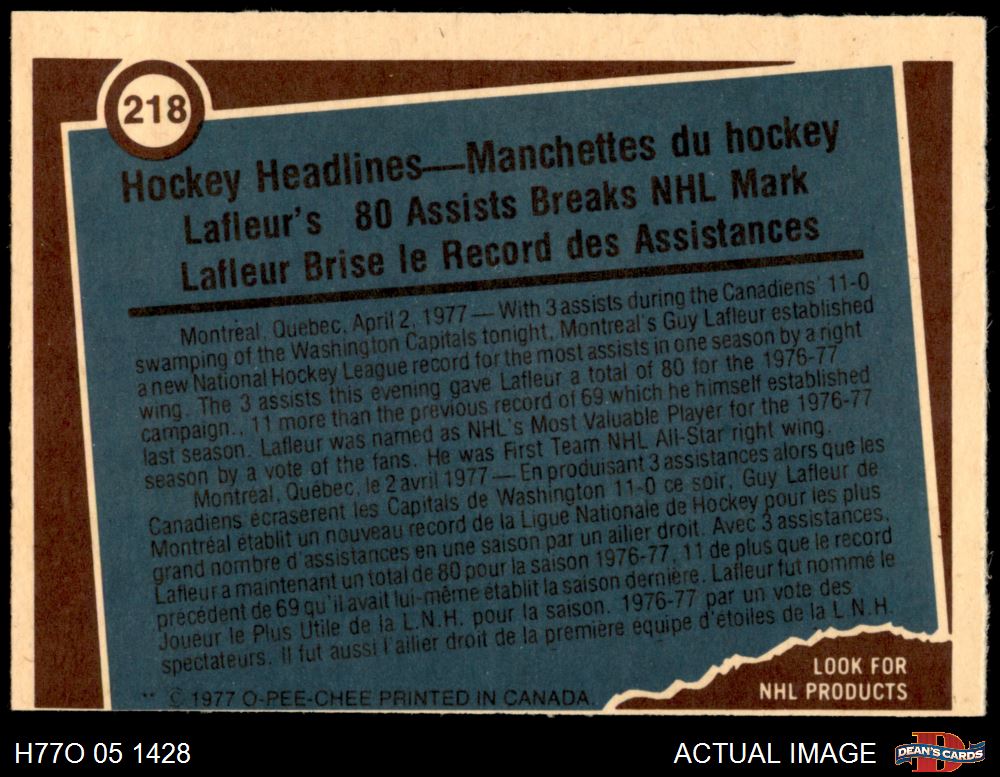 218
Hockey Headlines—Manchettes du hockey
Lafleur's 80 Assists Breaks NHL Mark
Lafleur Brise le Record des Assistances
Montreal, Quebec, April 2, 1977 — With 3 assists during the Canadiens' 11-0
swamping of the Washington Capitals tonight, Montreal's Guy Lafleur established
a new National Hockey League record for the most assists in one season by a right
wing. The 3 assists this evening gave Lafleur a total of 80 for the 1976-77
campaign., 11 more than the previous record of 69 which he himself established
last season. Lafleur was named as NHL's Most Valuable Player for the 1976-77
season by a vote of the fans. He was First Team NHL All-Star right wing.
Montréal, Québec, le 2 avril 1977 — En produisant 3 assistances alors que les
Canadiens écraserent les Capitals de Washington 11-0 ce soir, Guy Lafleur de
Montréal établit un nouveau record de la Ligue Nationale de Hockey pour les plus
grand nombre d'assistances en une saison par un ailier droit. Avec 3 assistances,
Lafleur a maintenant un total de 80 pour la saison 1976-77, 11 de plus que le record
précédent de 69 qu'il avait lui-même établit la saison dernière. Lafleur fut nommé le
Joueur le Plus Utile de la L.N.H. pour la saison. 1976-77 par un vote des
spectateurs. Il fut aussi l'ailier droit de la première équipe d'étoiles de la L.N.H.
** © 1977 O-PEE-CHEE PRINTED IN CANADA.
LOOK FOR
NHL PRODUCTS
H77O 05 1428
ACTUAL IMAGE
D
DEAN'S CARDS